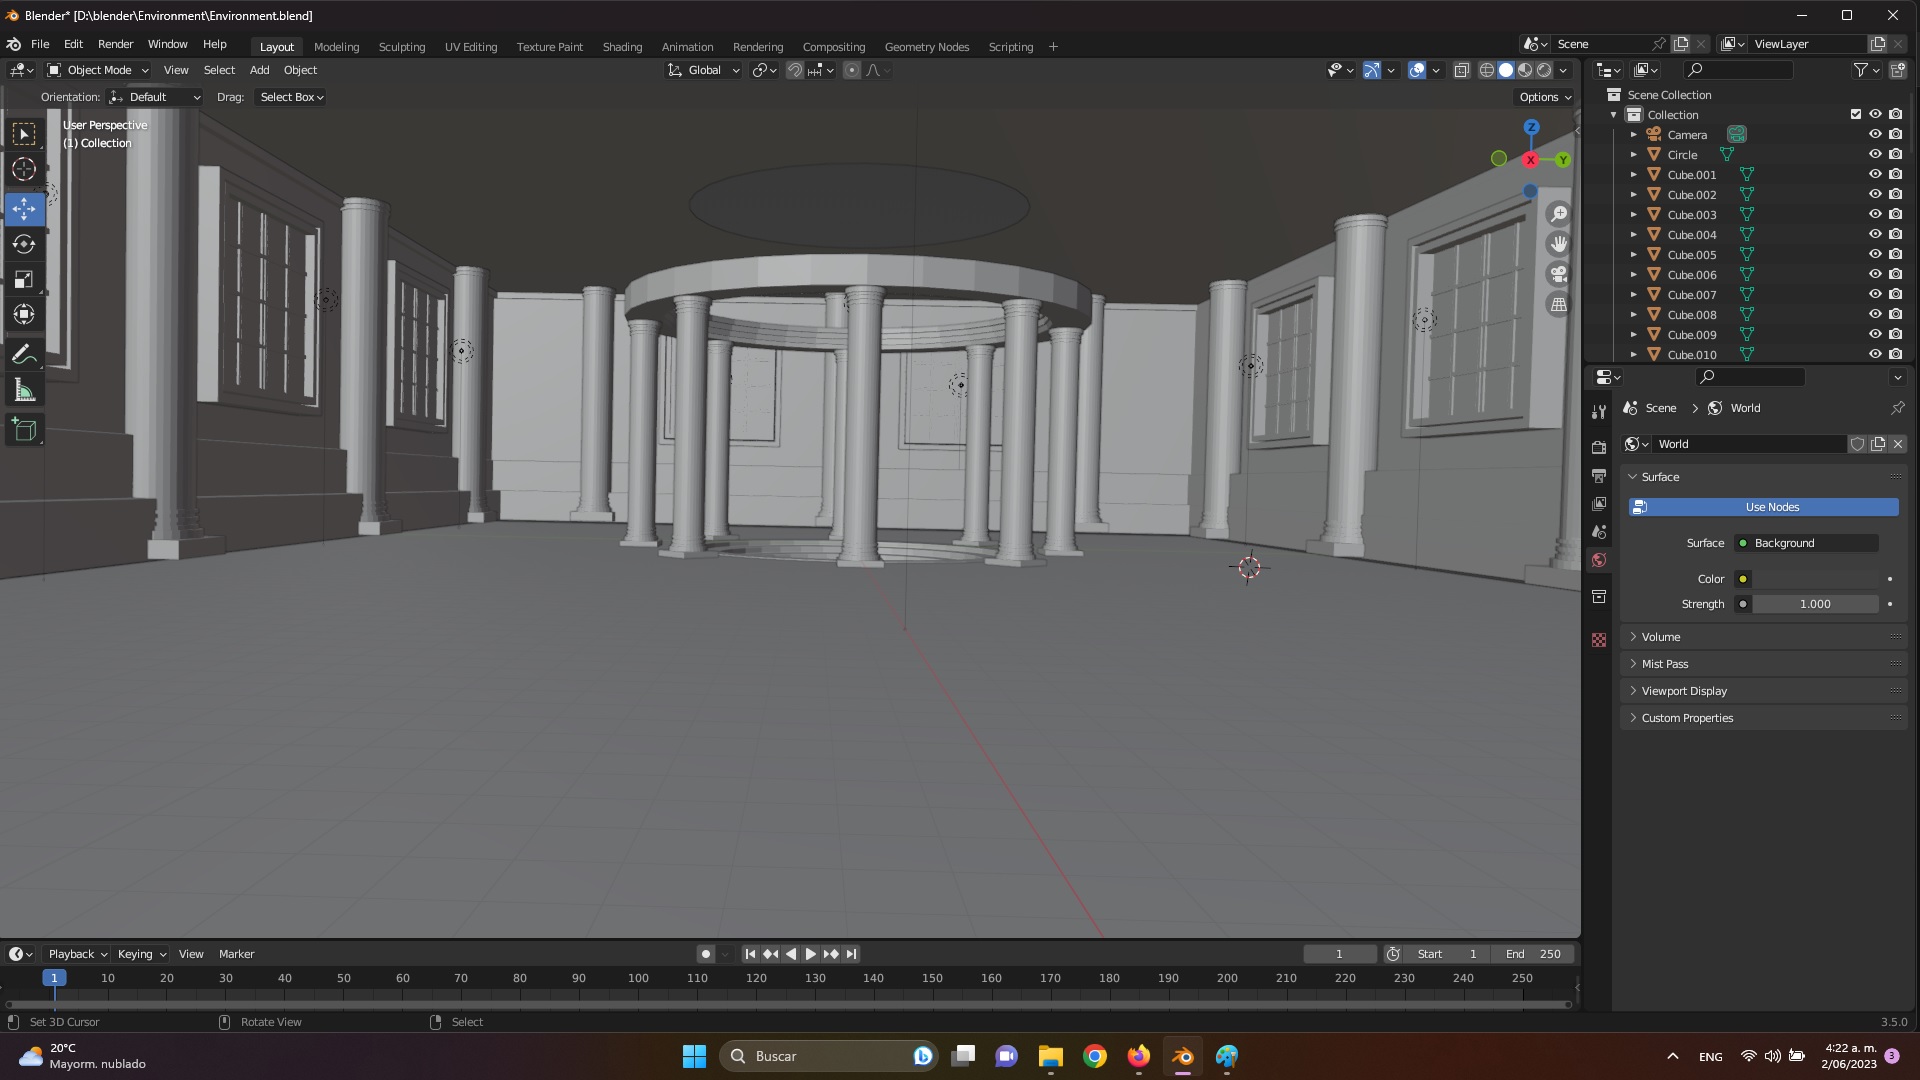 Blender* [D:\blender\Environment\Environment.blend]
File Edit Render Window Help Layout Modeling Sculpting UV Editing Texture Paint Shading Animation Rendering Compositing Geometry Nodes Scripting + Scene ViewLayer
Object Mode View Select Add Object Global
Orientation: Default Drag: Select Box Options
User Perspective
(1) Collection
Z
X
Y
Scene Collection
Collection
Camera
Circle
Cube.001
Cube.002
Cube.003
Cube.004
Cube.005
Cube.006
Cube.007
Cube.008
Cube.009
Cube.010
Scene > World
World
Surface
Use Nodes
Surface Background
Color
Strength 1.000
Volume
Mist Pass
Viewport Display
Custom Properties
Playback Keying View Marker 1 Start 1 End 250
1 10 20 30 40 50 60 70 80 90 100 110 120 130 140 150 160 170 180 190 200 210 220 230 240 250
Set 3D Cursor Rotate View Select 3.5.0
20°C
Mayorm. nublado
Buscar
ENG
4:22 a. m.
2/06/2023
3